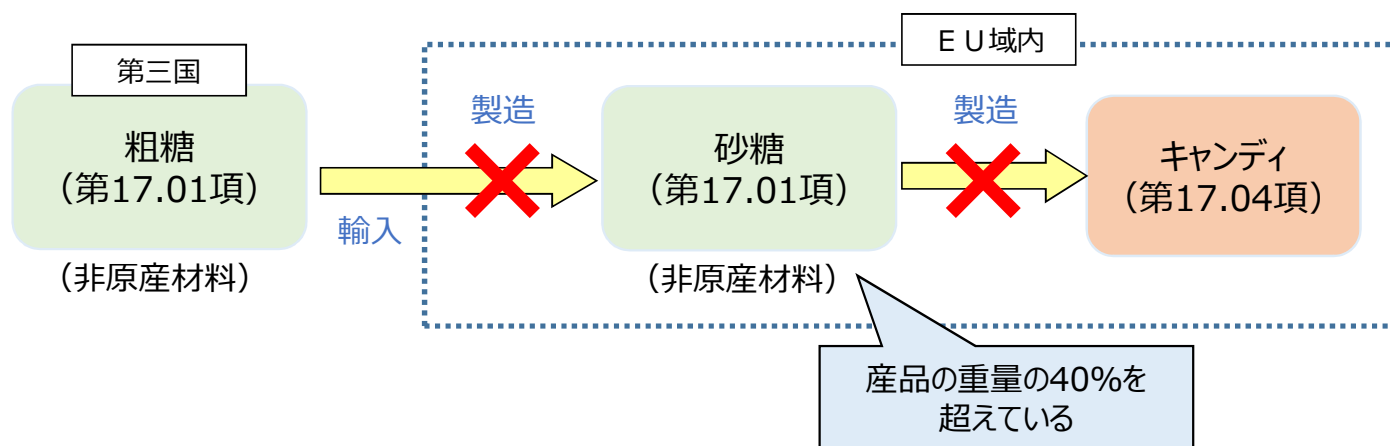 第三国
粗糖
（第17.01項）
（非原産材料）
輸入
ＥＵ域内
製造
砂糖
（第17.01項）
（非原産材料）
製造
キャンディ
（第17.04項）
産品の重量の40%を
超えている